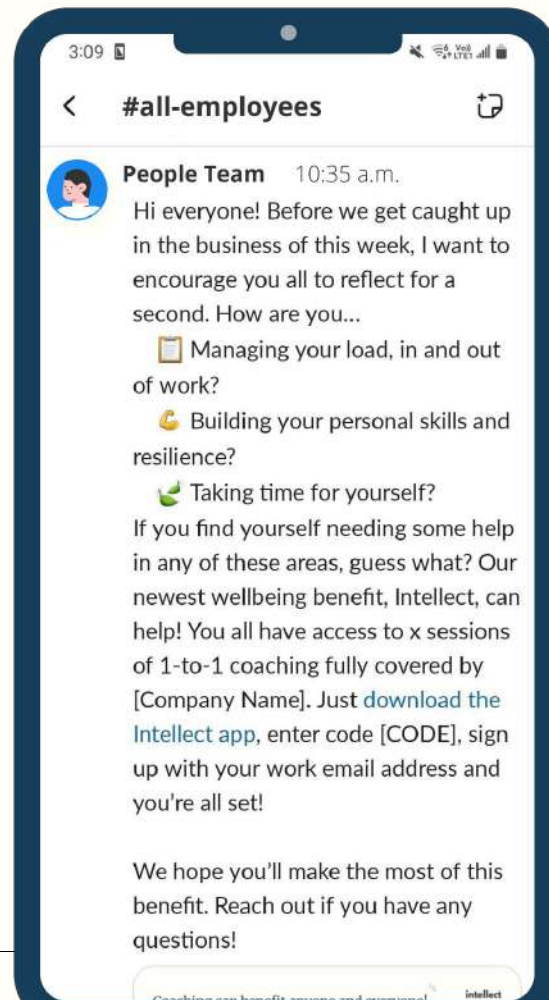 3:09
#all-employees
People Team 10:35 a.m.
Hi everyone! Before we get caught up
in the business of this week, I want to
encourage you all to reflect for a
second. How are you...
📋 Managing your load, in and out
of work?
💪 Building your personal skills and
resilience?
🌿 Taking time for yourself?
If you find yourself needing some help
in any of these areas, guess what? Our
newest wellbeing benefit, Intellect, can
help! You all have access to x sessions
of 1-to-1 coaching fully covered by
[Company Name]. Just download the
Intellect app, enter code [CODE], sign
up with your work email address and
you’re all set!
We hope you’ll make the most of this
benefit. Reach out if you have any
questions!
Coaching can benefit anyone and everyone!
intellect